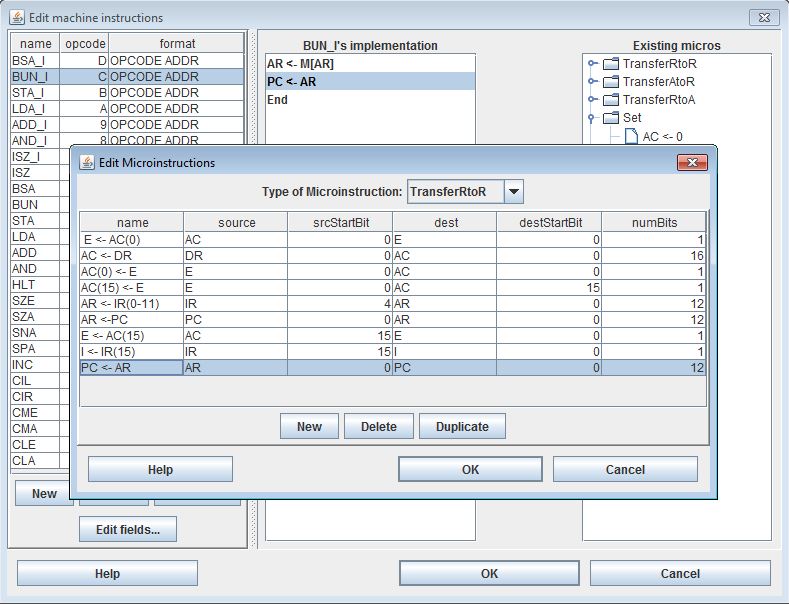 Edit machine instructions
name opcode format
BSA_I D OPCODE ADDR
BUN_I C OPCODE ADDR
STA_I B OPCODE ADDR
LDA_I A OPCODE ADDR
ADD_I 9 OPCODE ADDR
AND_I 8 OPCODE ADDR
ISZ_I
ISZ
BSA
BUN
STA
LDA
ADD
AND
HLT
SZE
SZA
SNA
SPA
INC
CIL
CIR
CME
CMA
CLE
CLA
New
Edit fields...
BUN_I's implementation
AR <- M[AR]
PC <- AR
End
Existing micros
TransferRtoR
TransferAtoR
TransferRtoA
Set
AC <- 0
Edit Microinstructions
Type of Microinstruction: TransferRtoR
name source srcStartBit dest destStartBit numBits
E <- AC(0) AC 0 E 0 1
AC <- DR DR 0 AC 0 16
AC(0) <- E E 0 AC 0 1
AC(15) <- E E 0 AC 15 1
AR <- IR(0-11) IR 4 AR 0 12
AR <-PC PC 0 AR 0 12
E <- AC(15) AC 15 E 0 1
I <- IR(15) IR 15 I 0 1
PC <- AR AR 0 PC 0 12
New Delete Duplicate
Help OK Cancel
Help OK Cancel